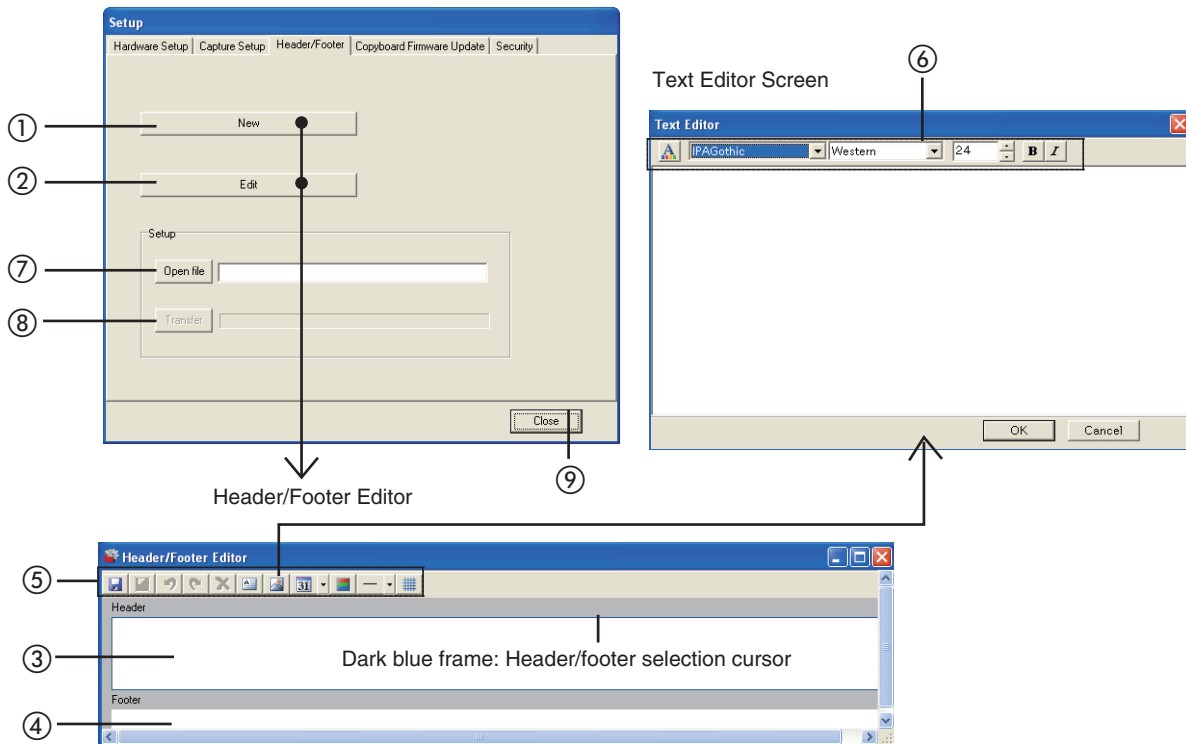 Setup
Hardware Setup Capture Setup Header/Footer Copyboard Firmware Update Security
① New
② Edit
Setup
⑦ Open file
⑧ Transfer
Close
⑨
Text Editor Screen
⑥
Text Editor
A IPAGothic Western 24 B I
OK Cancel
Header/Footer Editor
Header/Footer Editor
⑤
31
Header
③ Dark blue frame: Header/footer selection cursor
Footer
④